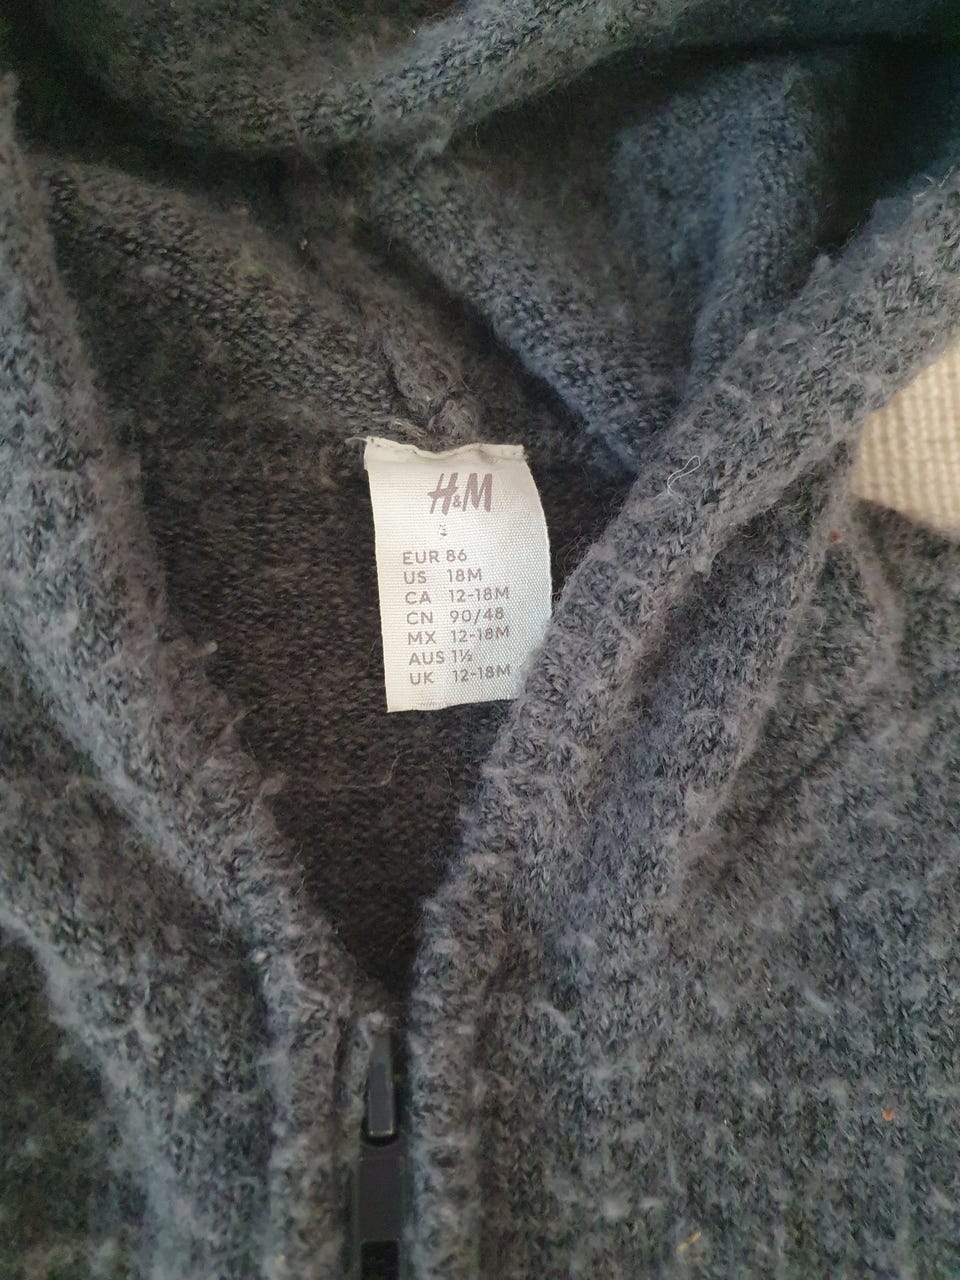 H&M
EUR 86
US 18M
CA 12-18M
CN 90/48
MX 12-18M
AUS 1½
UK 12-18M